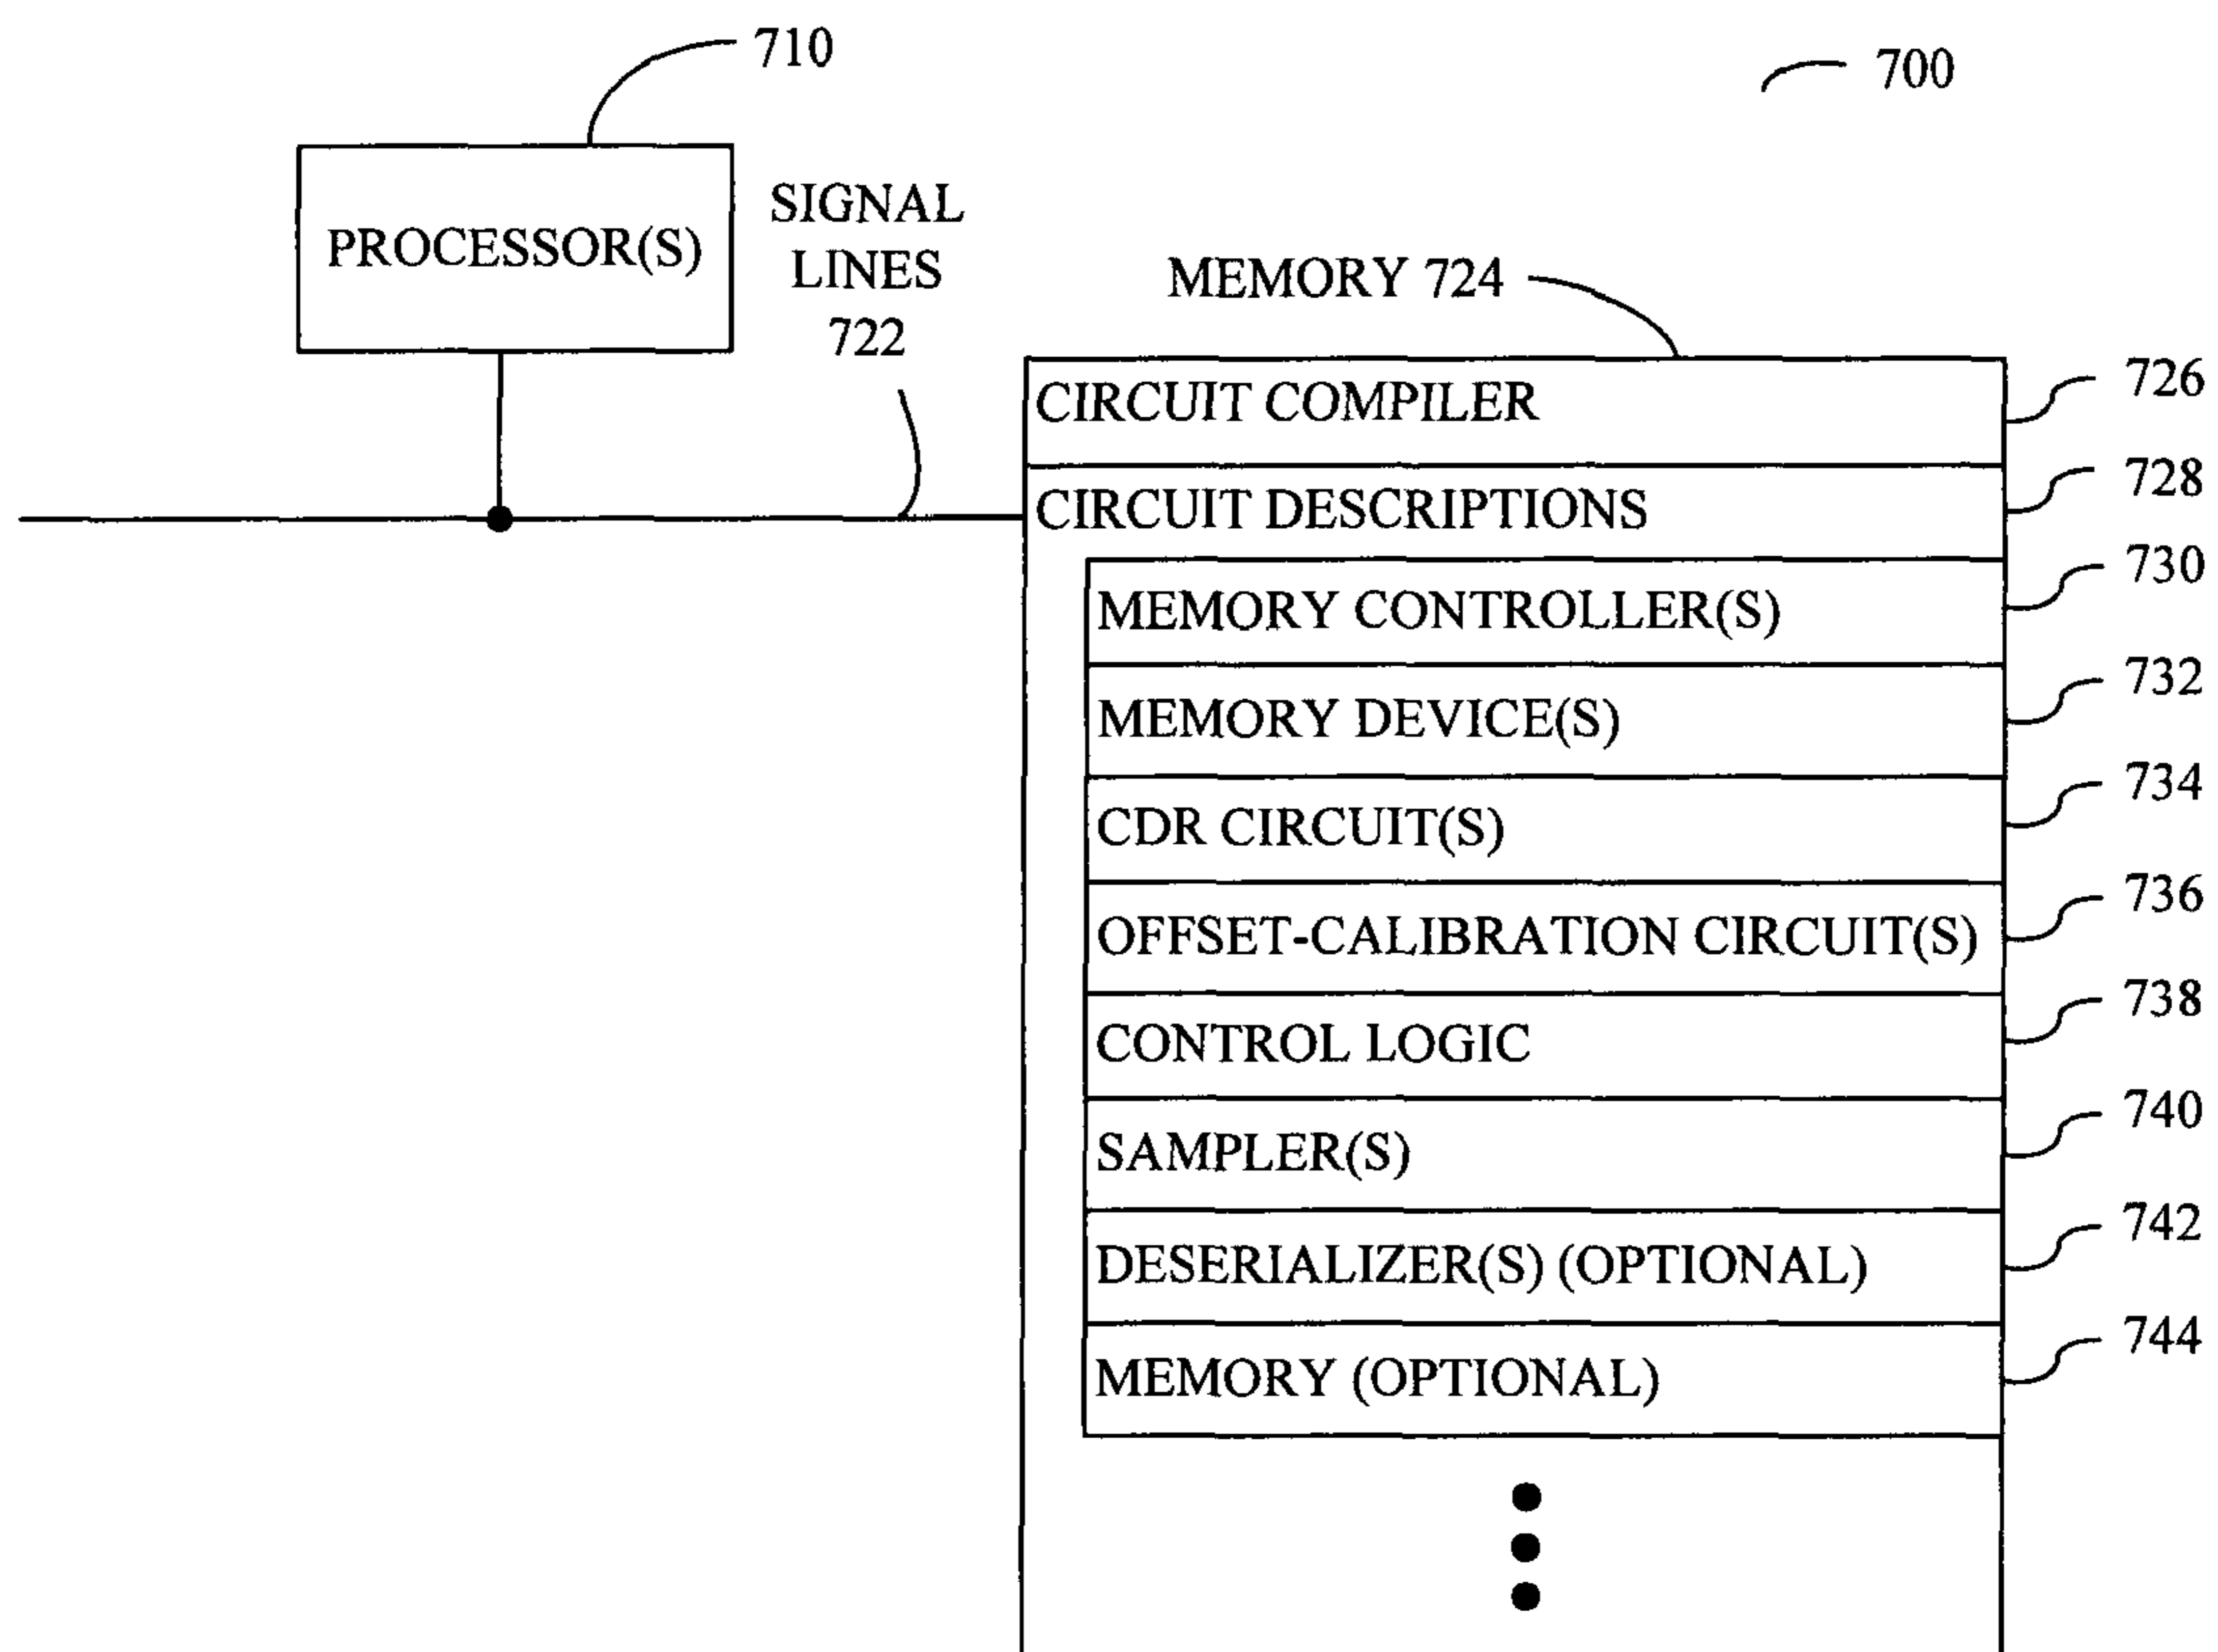 710
700
PROCESSOR(S)
SIGNAL
LINES
722
MEMORY 724
CIRCUIT COMPILER
726
CIRCUIT DESCRIPTIONS
728
MEMORY CONTROLLER(S)
730
MEMORY DEVICE(S)
732
CDR CIRCUIT(S)
734
OFFSET-CALIBRATION CIRCUIT(S)
736
CONTROL LOGIC
738
SAMPLER(S)
740
DESERIALIZER(S) (OPTIONAL)
742
MEMORY (OPTIONAL)
744